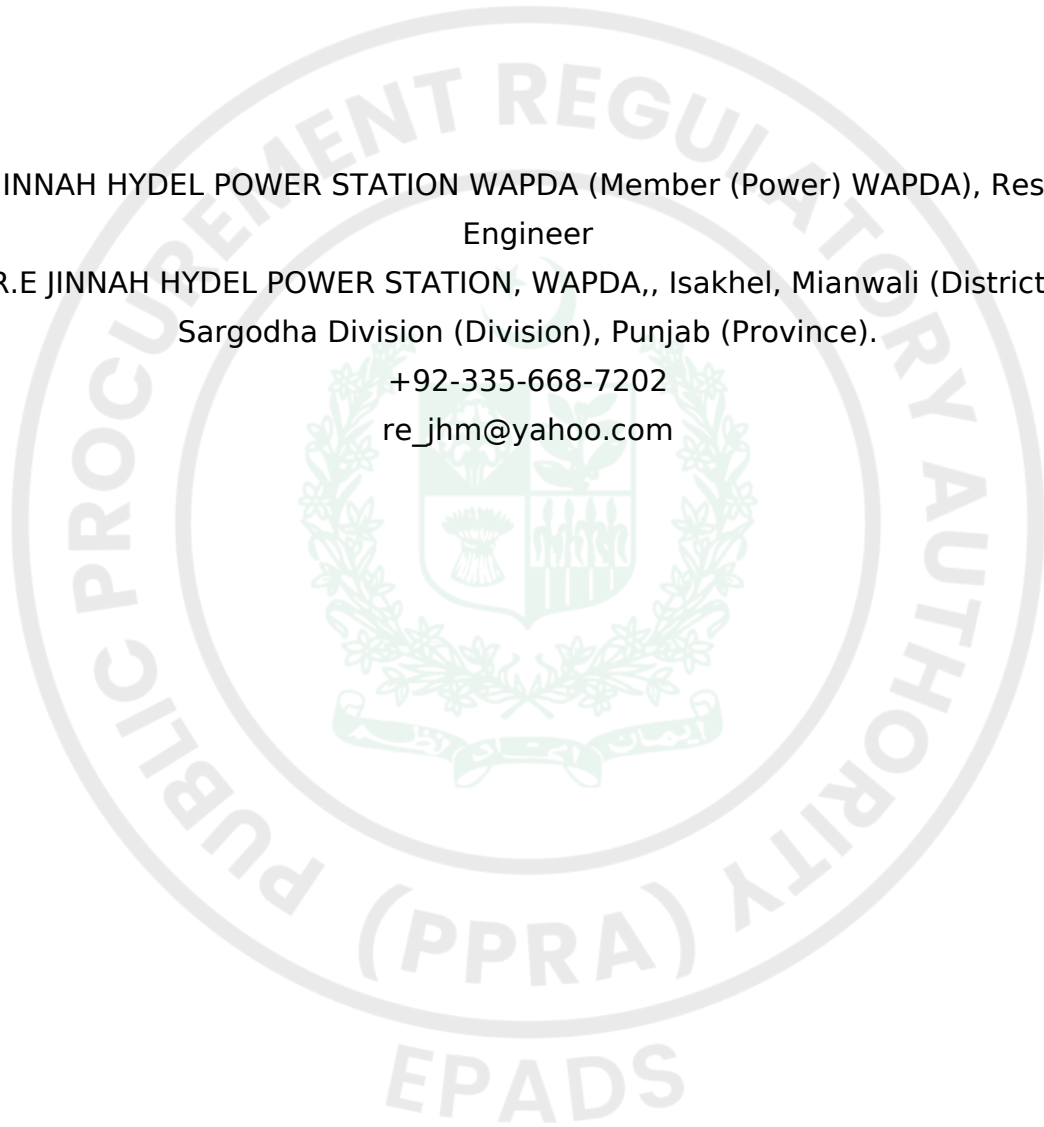 INNAH HYDEL POWER STATION WAPDA (Member (Power) WAPDA), Res
Engineer
R.E JINNAH HYDEL POWER STATION, WAPDA,, Isakhel, Mianwali (District
Sargodha Division (Division), Punjab (Province).
+92-335-668-7202
re_jhm@yahoo.com
PUBLIC PROCUREMENT REGULATORY AUTHORITY
(PPRA)
EPADS